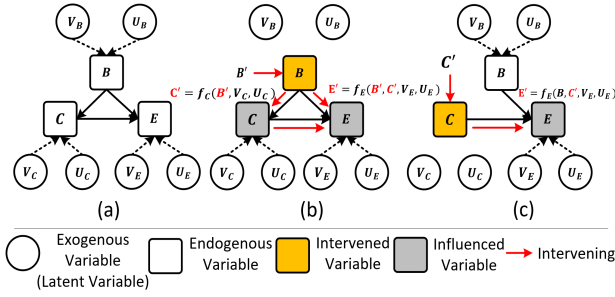 V_B U_B V_B U_B V_B U_B
B B' B C' B
C' = f_C(B', V_C, U_C) E' = f_E(B', C', V_E, U_E) E' = f_E(B, C', V_E, U_E)
C E C E C E
V_C U_C V_E U_E V_C U_C V_E U_E V_C U_C V_E U_E
(a) (b) (c)
Exogenous Variable (Latent Variable)
Endogenous Variable
Intervened Variable
Influenced Variable
Intervening